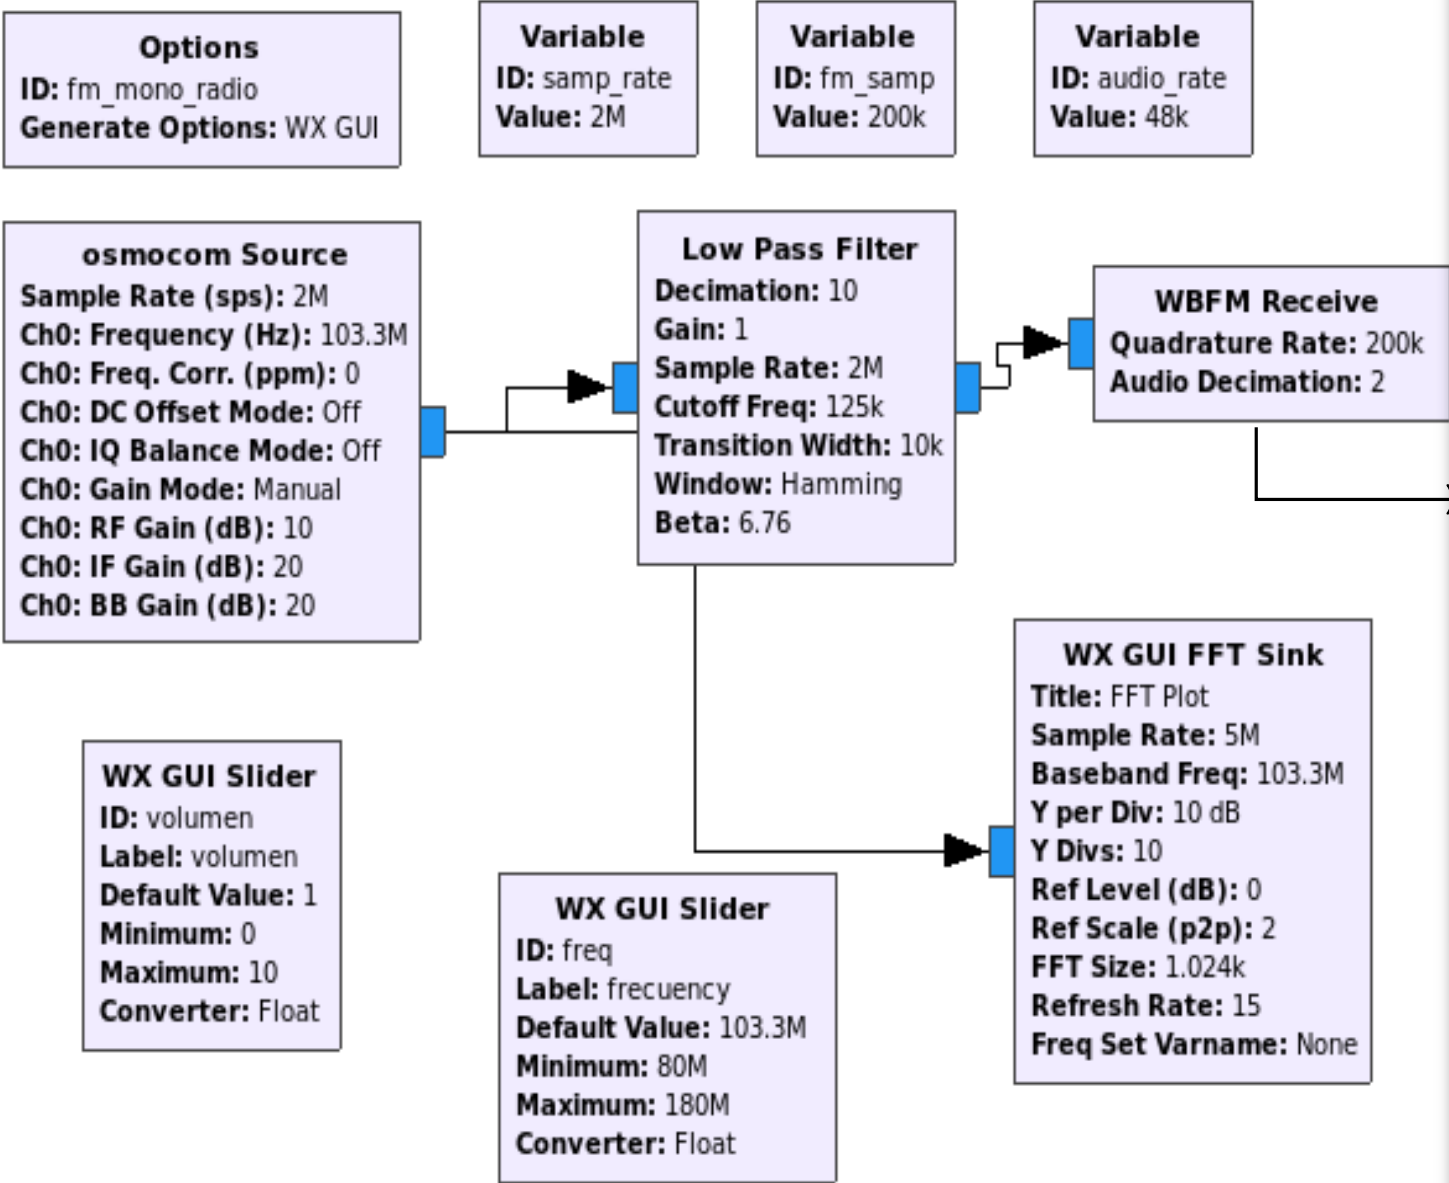 Options
ID: fm_mono_radio
Generate Options: WX GUI
Variable
ID: samp_rate
Value: 2M
Variable
ID: fm_samp
Value: 200k
Variable
ID: audio_rate
Value: 48k
osmocom Source
Sample Rate (sps): 2M
Ch0: Frequency (Hz): 103.3M
Ch0: Freq. Corr. (ppm): 0
Ch0: DC Offset Mode: Off
Ch0: IQ Balance Mode: Off
Ch0: Gain Mode: Manual
Ch0: RF Gain (dB): 10
Ch0: IF Gain (dB): 20
Ch0: BB Gain (dB): 20
Low Pass Filter
Decimation: 10
Gain: 1
Sample Rate: 2M
Cutoff Freq: 125k
Transition Width: 10k
Window: Hamming
Beta: 6.76
WBFM Receive
Quadrature Rate: 200k
Audio Decimation: 2
WX GUI Slider
ID: volumen
Label: volumen
Default Value: 1
Minimum: 0
Maximum: 10
Converter: Float
WX GUI Slider
ID: freq
Label: frecuency
Default Value: 103.3M
Minimum: 80M
Maximum: 180M
Converter: Float
WX GUI FFT Sink
Title: FFT Plot
Sample Rate: 5M
Baseband Freq: 103.3M
Y per Div: 10 dB
Y Divs: 10
Ref Level (dB): 0
Ref Scale (p2p): 2
FFT Size: 1.024k
Refresh Rate: 15
Freq Set Varname: None